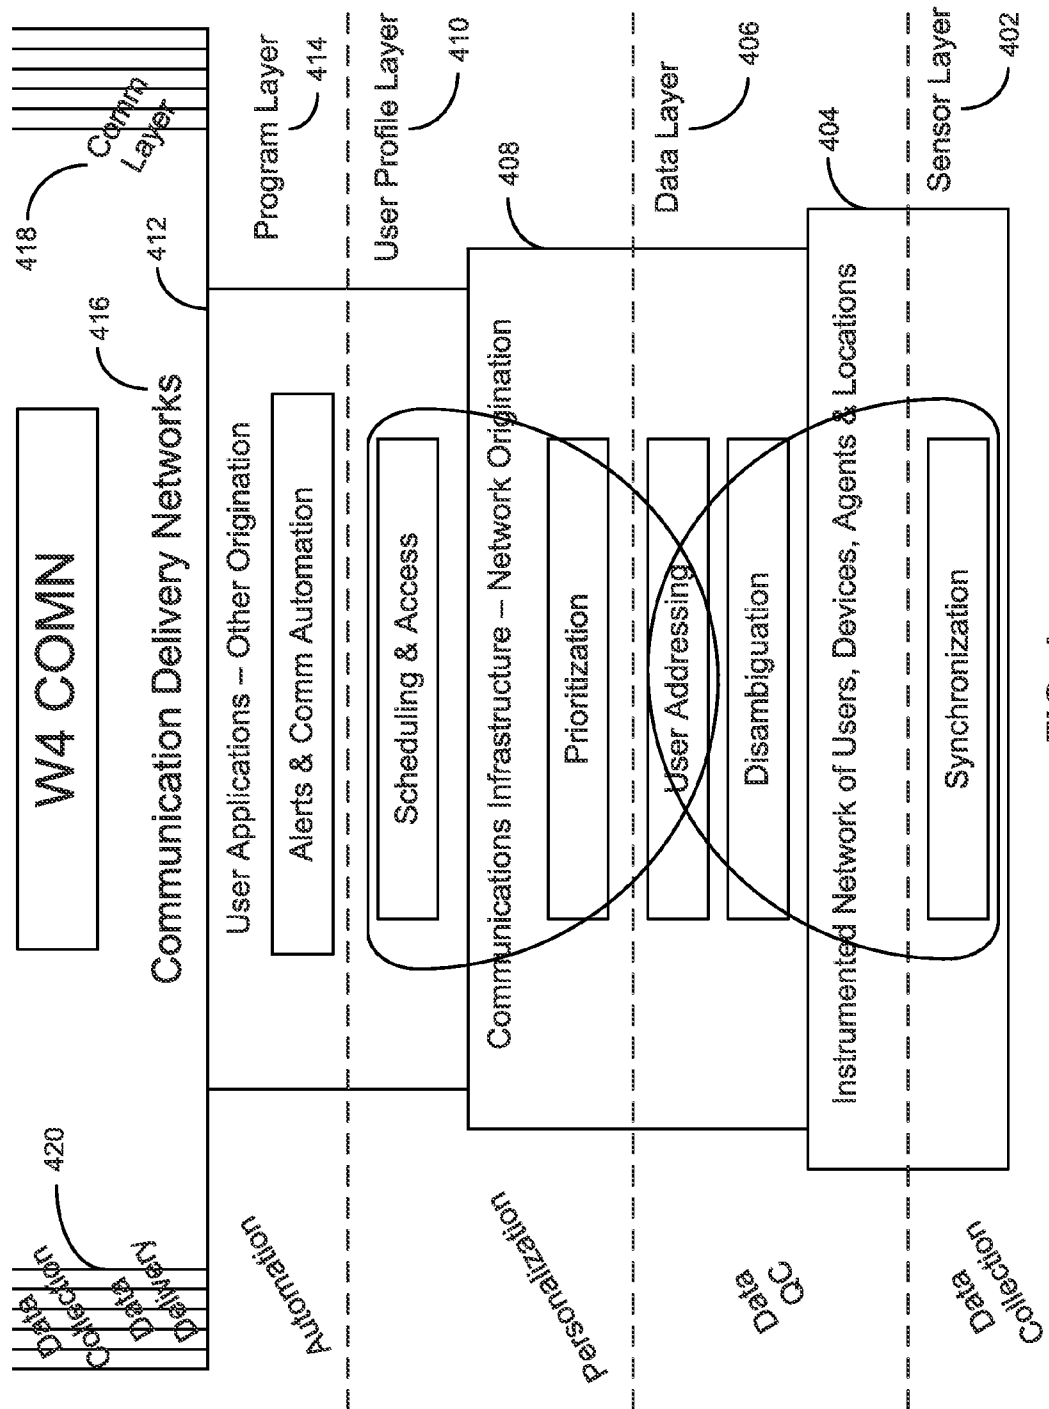 W4 COMN
418
Comm
Layer
416
Communication Delivery Networks
412
420
Data
Collection
Data
Delivery
User Applications – Other Origination
Alerts & Comm Automation
Program Layer
414
Automation
Scheduling & Access
User Profile Layer
410
Communications Infrastructure – Network Origination
408
Prioritization
Personalization
User Addressing
Data Layer
406
Disambiguation
Data
QC
404
Instrumented Network of Users, Devices, Agents & Locations
Synchronization
Sensor Layer
402
Data
Collection